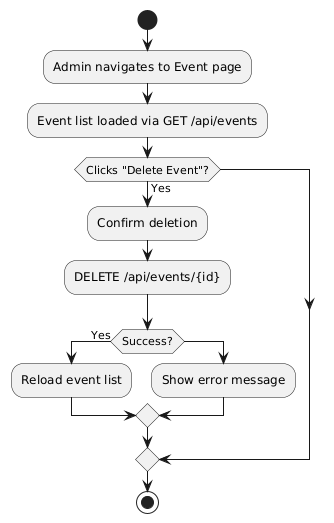 Admin navigates to Event page
Event list loaded via GET /api/events
Clicks "Delete Event"?
Yes
Confirm deletion
DELETE /api/events/{id}
Yes
Success?
Reload event list
Show error message